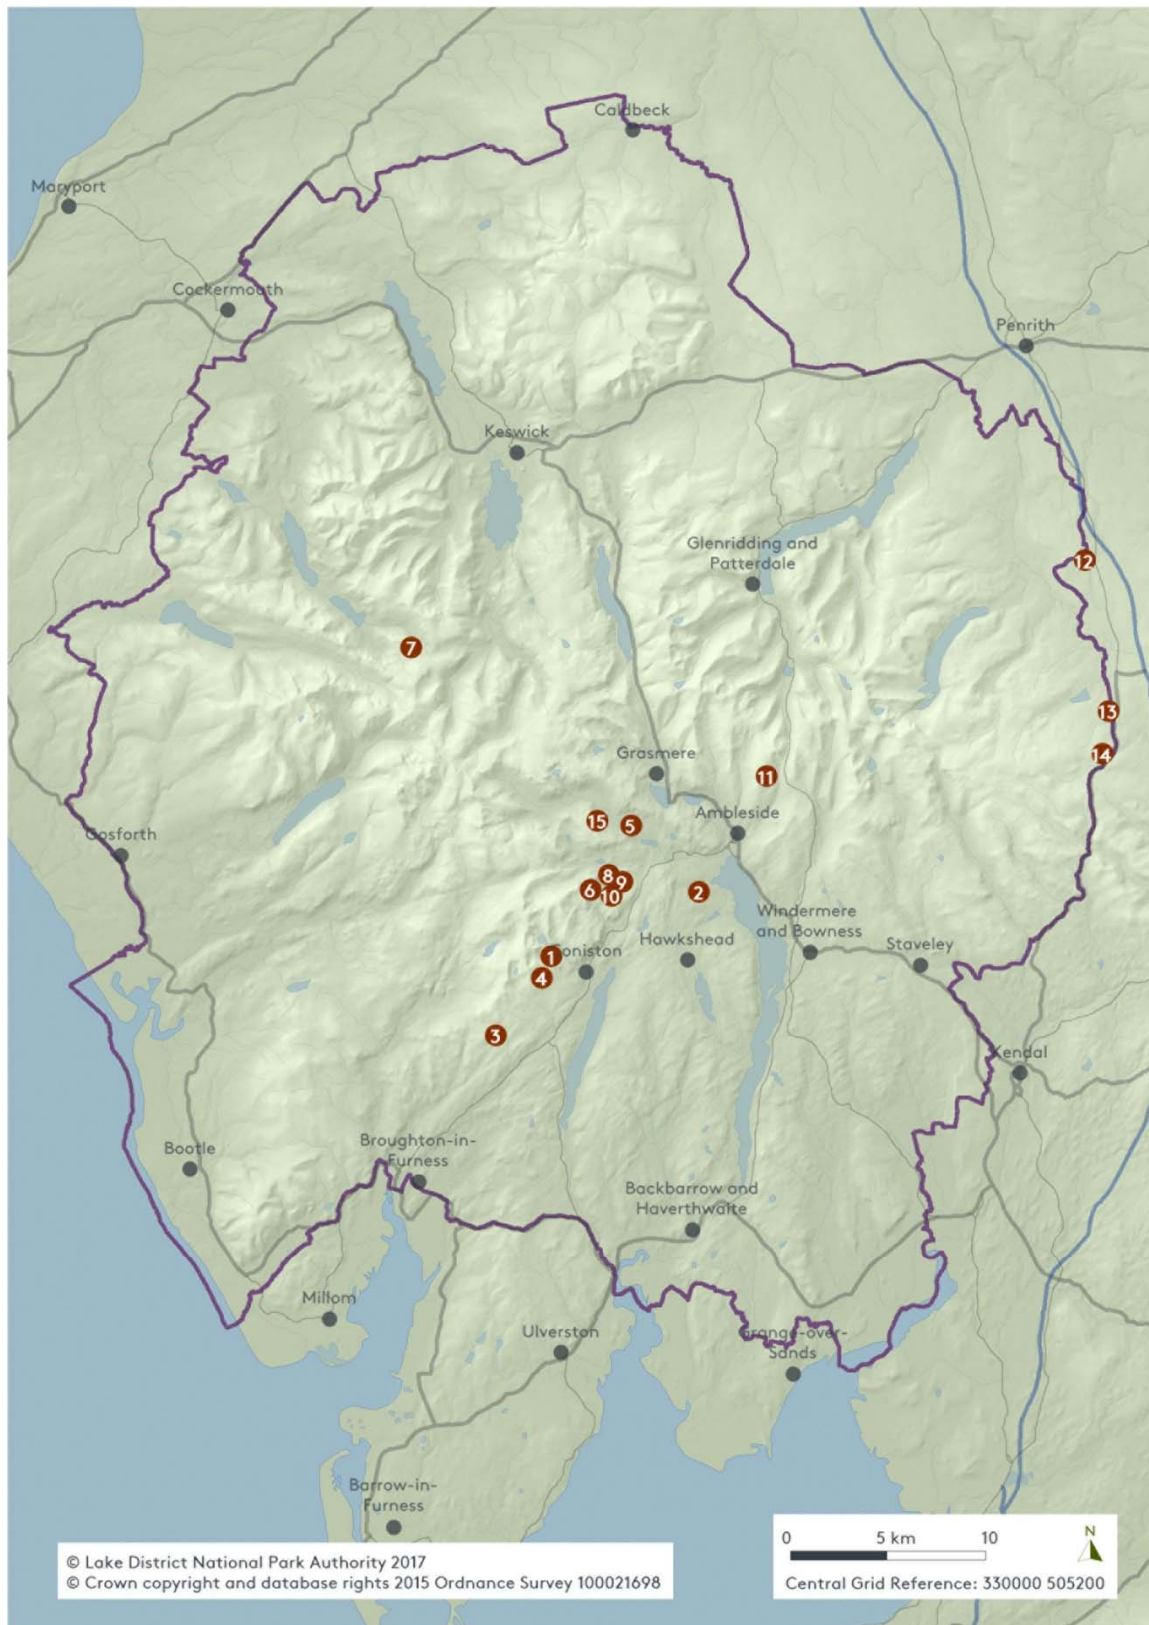 Caldbeck
Maryport
Cockermouth
Penrith
Keswick
Glenridding and
Patterdale
12
7
13
14
Grasmere
11
15
5
Ambleside
Gosforth
8
9
6
10
2
Windermere
and Bowness
Hawkshead
Staveley
1
Coniston
4
3
Kendal
Bootle
Broughton-in-
Furness
Backbarrow and
Haverthwaite
Millom
Ulverston
Grange-over-
Sands
Barrow-in-
Furness
0 5 km 10
N
Central Grid Reference: 330000 505200
© Lake District National Park Authority 2017
© Crown copyright and database rights 2015 Ordnance Survey 100021698